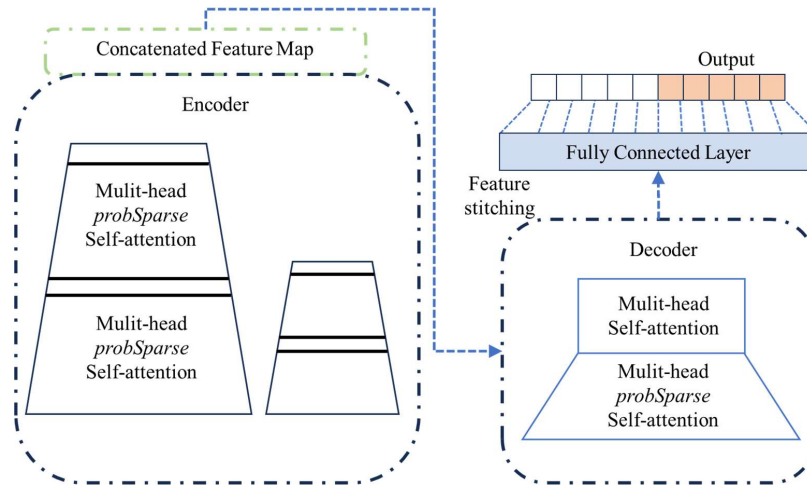 Concatenated Feature Map
Encoder
Mulit-head
probSparse
Self-attention
Mulit-head
probSparse
Self-attention
Output
Fully Connected Layer
Feature
stitching
Decoder
Mulit-head
Self-attention
Mulit-head
probSparse
Self-attention